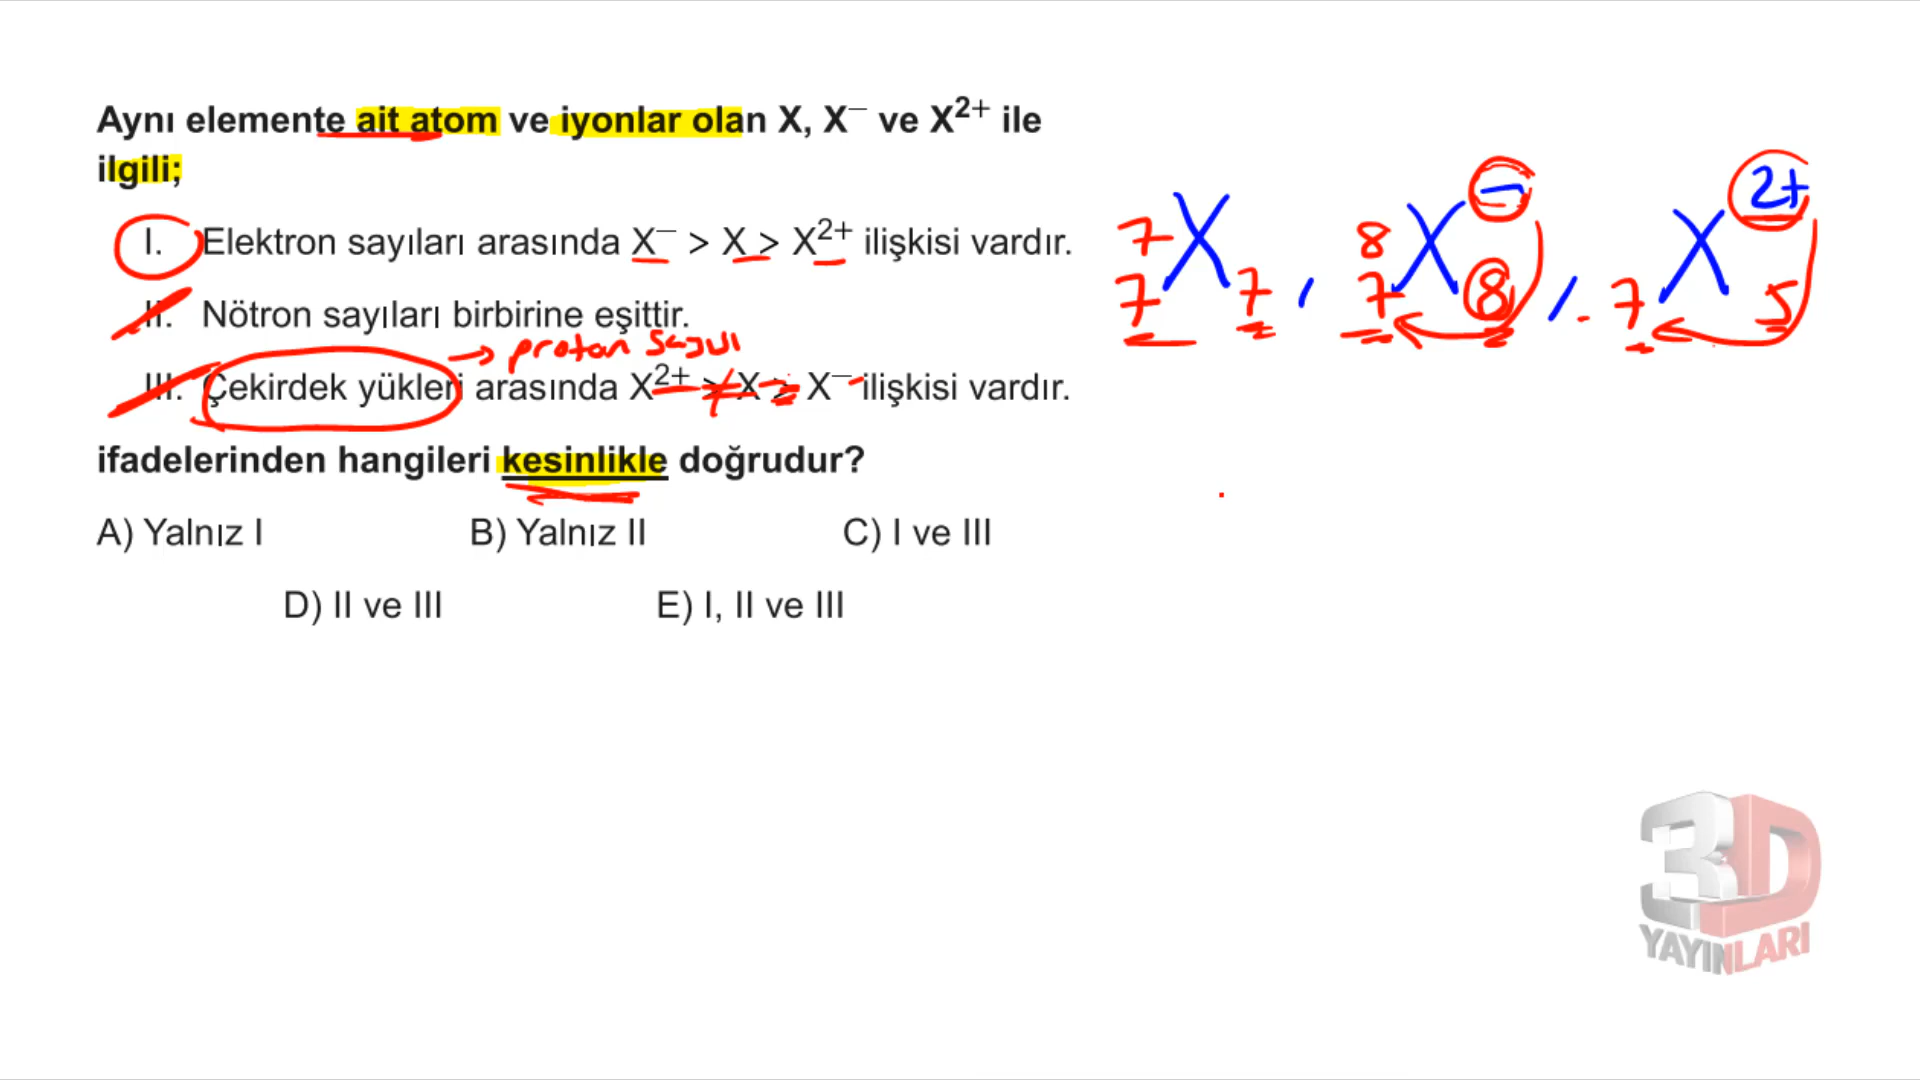 Aynı elemente ait atom ve iyonlar olan X, X⁻ ve X²⁺ ile
ilgili;
I. Elektron sayıları arasında X⁻ > X > X²⁺ ilişkisi vardır.
II. Nötron sayıları birbirine eşittir.
→ proton sayısı
III. Çekirdek yükleri arasında X²⁺ > X > X⁻ ilişkisi vardır.
ifadelerinden hangileri kesinlikle doğrudur?
A) Yalnız I B) Yalnız II C) I ve III
D) II ve III E) I, II ve III
7 X 7 7 , 8 X⁻ 7 8 , X²⁺ 7 5
3D
YAYINLARI